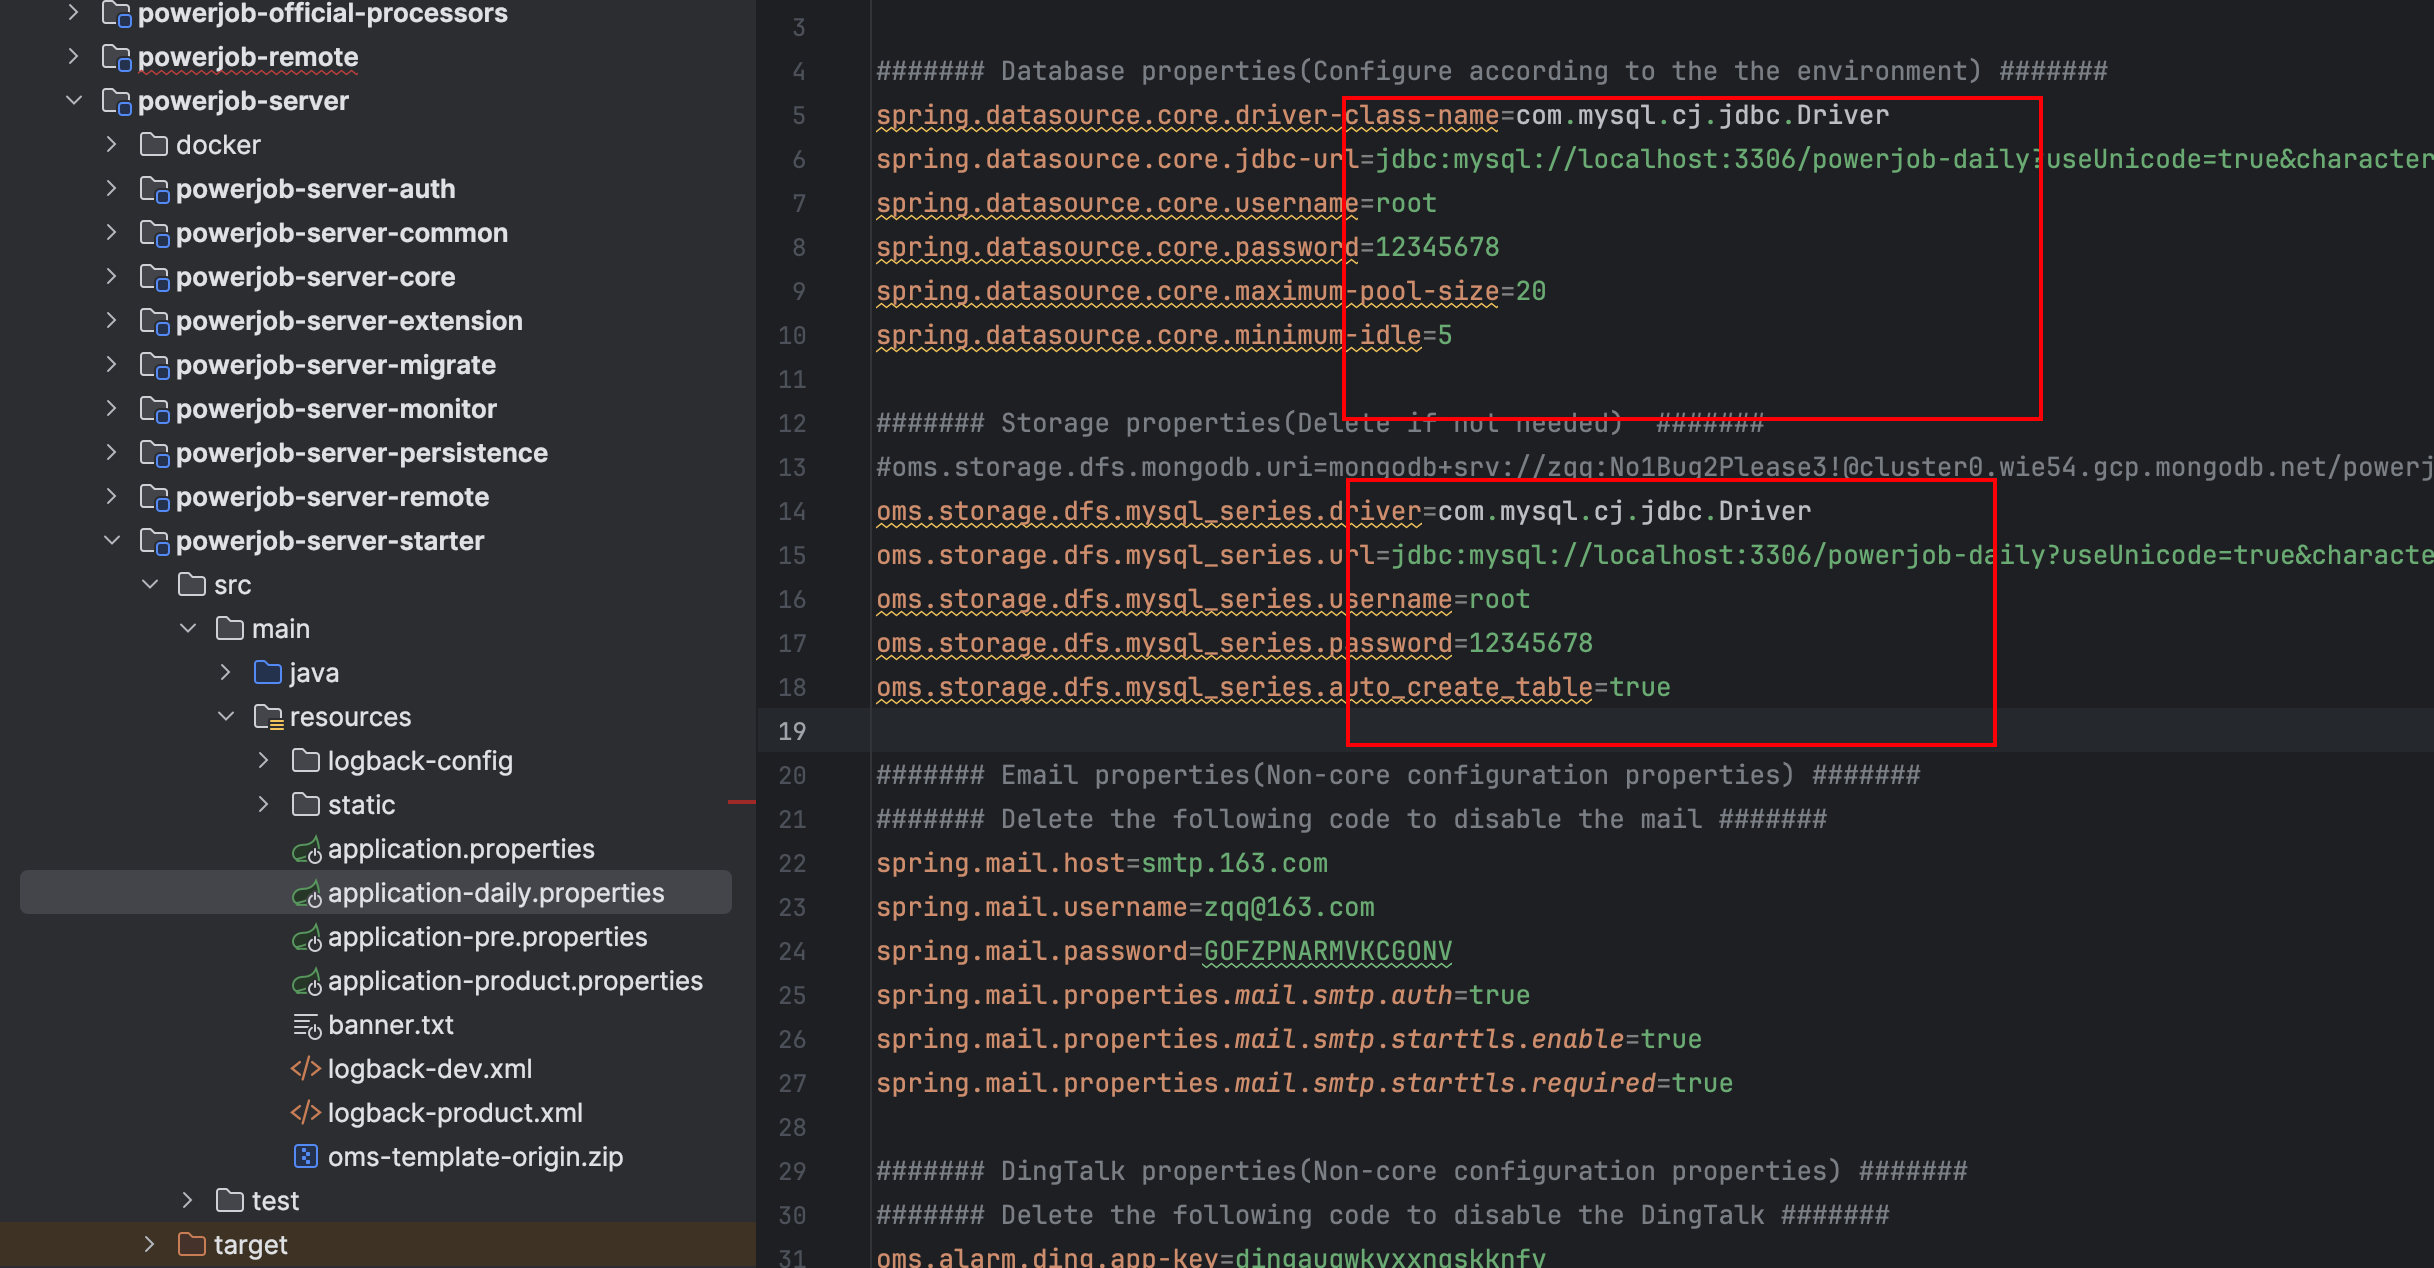 powerjob-official-processors
powerjob-remote
powerjob-server
docker
powerjob-server-auth
powerjob-server-common
powerjob-server-core
powerjob-server-extension
powerjob-server-migrate
powerjob-server-monitor
powerjob-server-persistence
powerjob-server-remote
powerjob-server-starter
src
main
java
resources
logback-config
static
application.properties
application-daily.properties
application-pre.properties
application-product.properties
banner.txt
logback-dev.xml
logback-product.xml
oms-template-origin.zip
test
target
3
4 ####### Database properties(Configure according to the the environment) #######
5 spring.datasource.core.driver-class-name=com.mysql.cj.jdbc.Driver
6 spring.datasource.core.jdbc-url=jdbc:mysql://localhost:3306/powerjob-daily?useUnicode=true&character
7 spring.datasource.core.username=root
8 spring.datasource.core.password=12345678
9 spring.datasource.core.maximum-pool-size=20
10 spring.datasource.core.minimum-idle=5
11
12 ####### Storage properties(Delete if not needed)  #######
13 #oms.storage.dfs.mongodb.uri=mongodb+srv://zqq:No1Bug2Please3!@cluster0.wie54.gcp.mongodb.net/powerj
14 oms.storage.dfs.mysql_series.driver=com.mysql.cj.jdbc.Driver
15 oms.storage.dfs.mysql_series.url=jdbc:mysql://localhost:3306/powerjob-daily?useUnicode=true&characte
16 oms.storage.dfs.mysql_series.username=root
17 oms.storage.dfs.mysql_series.password=12345678
18 oms.storage.dfs.mysql_series.auto_create_table=true
19
20 ####### Email properties(Non-core configuration properties) #######
21 ####### Delete the following code to disable the mail #######
22 spring.mail.host=smtp.163.com
23 spring.mail.username=zqq@163.com
24 spring.mail.password=GOFZPNARMVKCGONV
25 spring.mail.properties.mail.smtp.auth=true
26 spring.mail.properties.mail.smtp.starttls.enable=true
27 spring.mail.properties.mail.smtp.starttls.required=true
28
29 ####### DingTalk properties(Non-core configuration properties) #######
30 ####### Delete the following code to disable the DingTalk #######
31 oms.alarm.ding.app-key=dingauqwkvxxnqskknfv